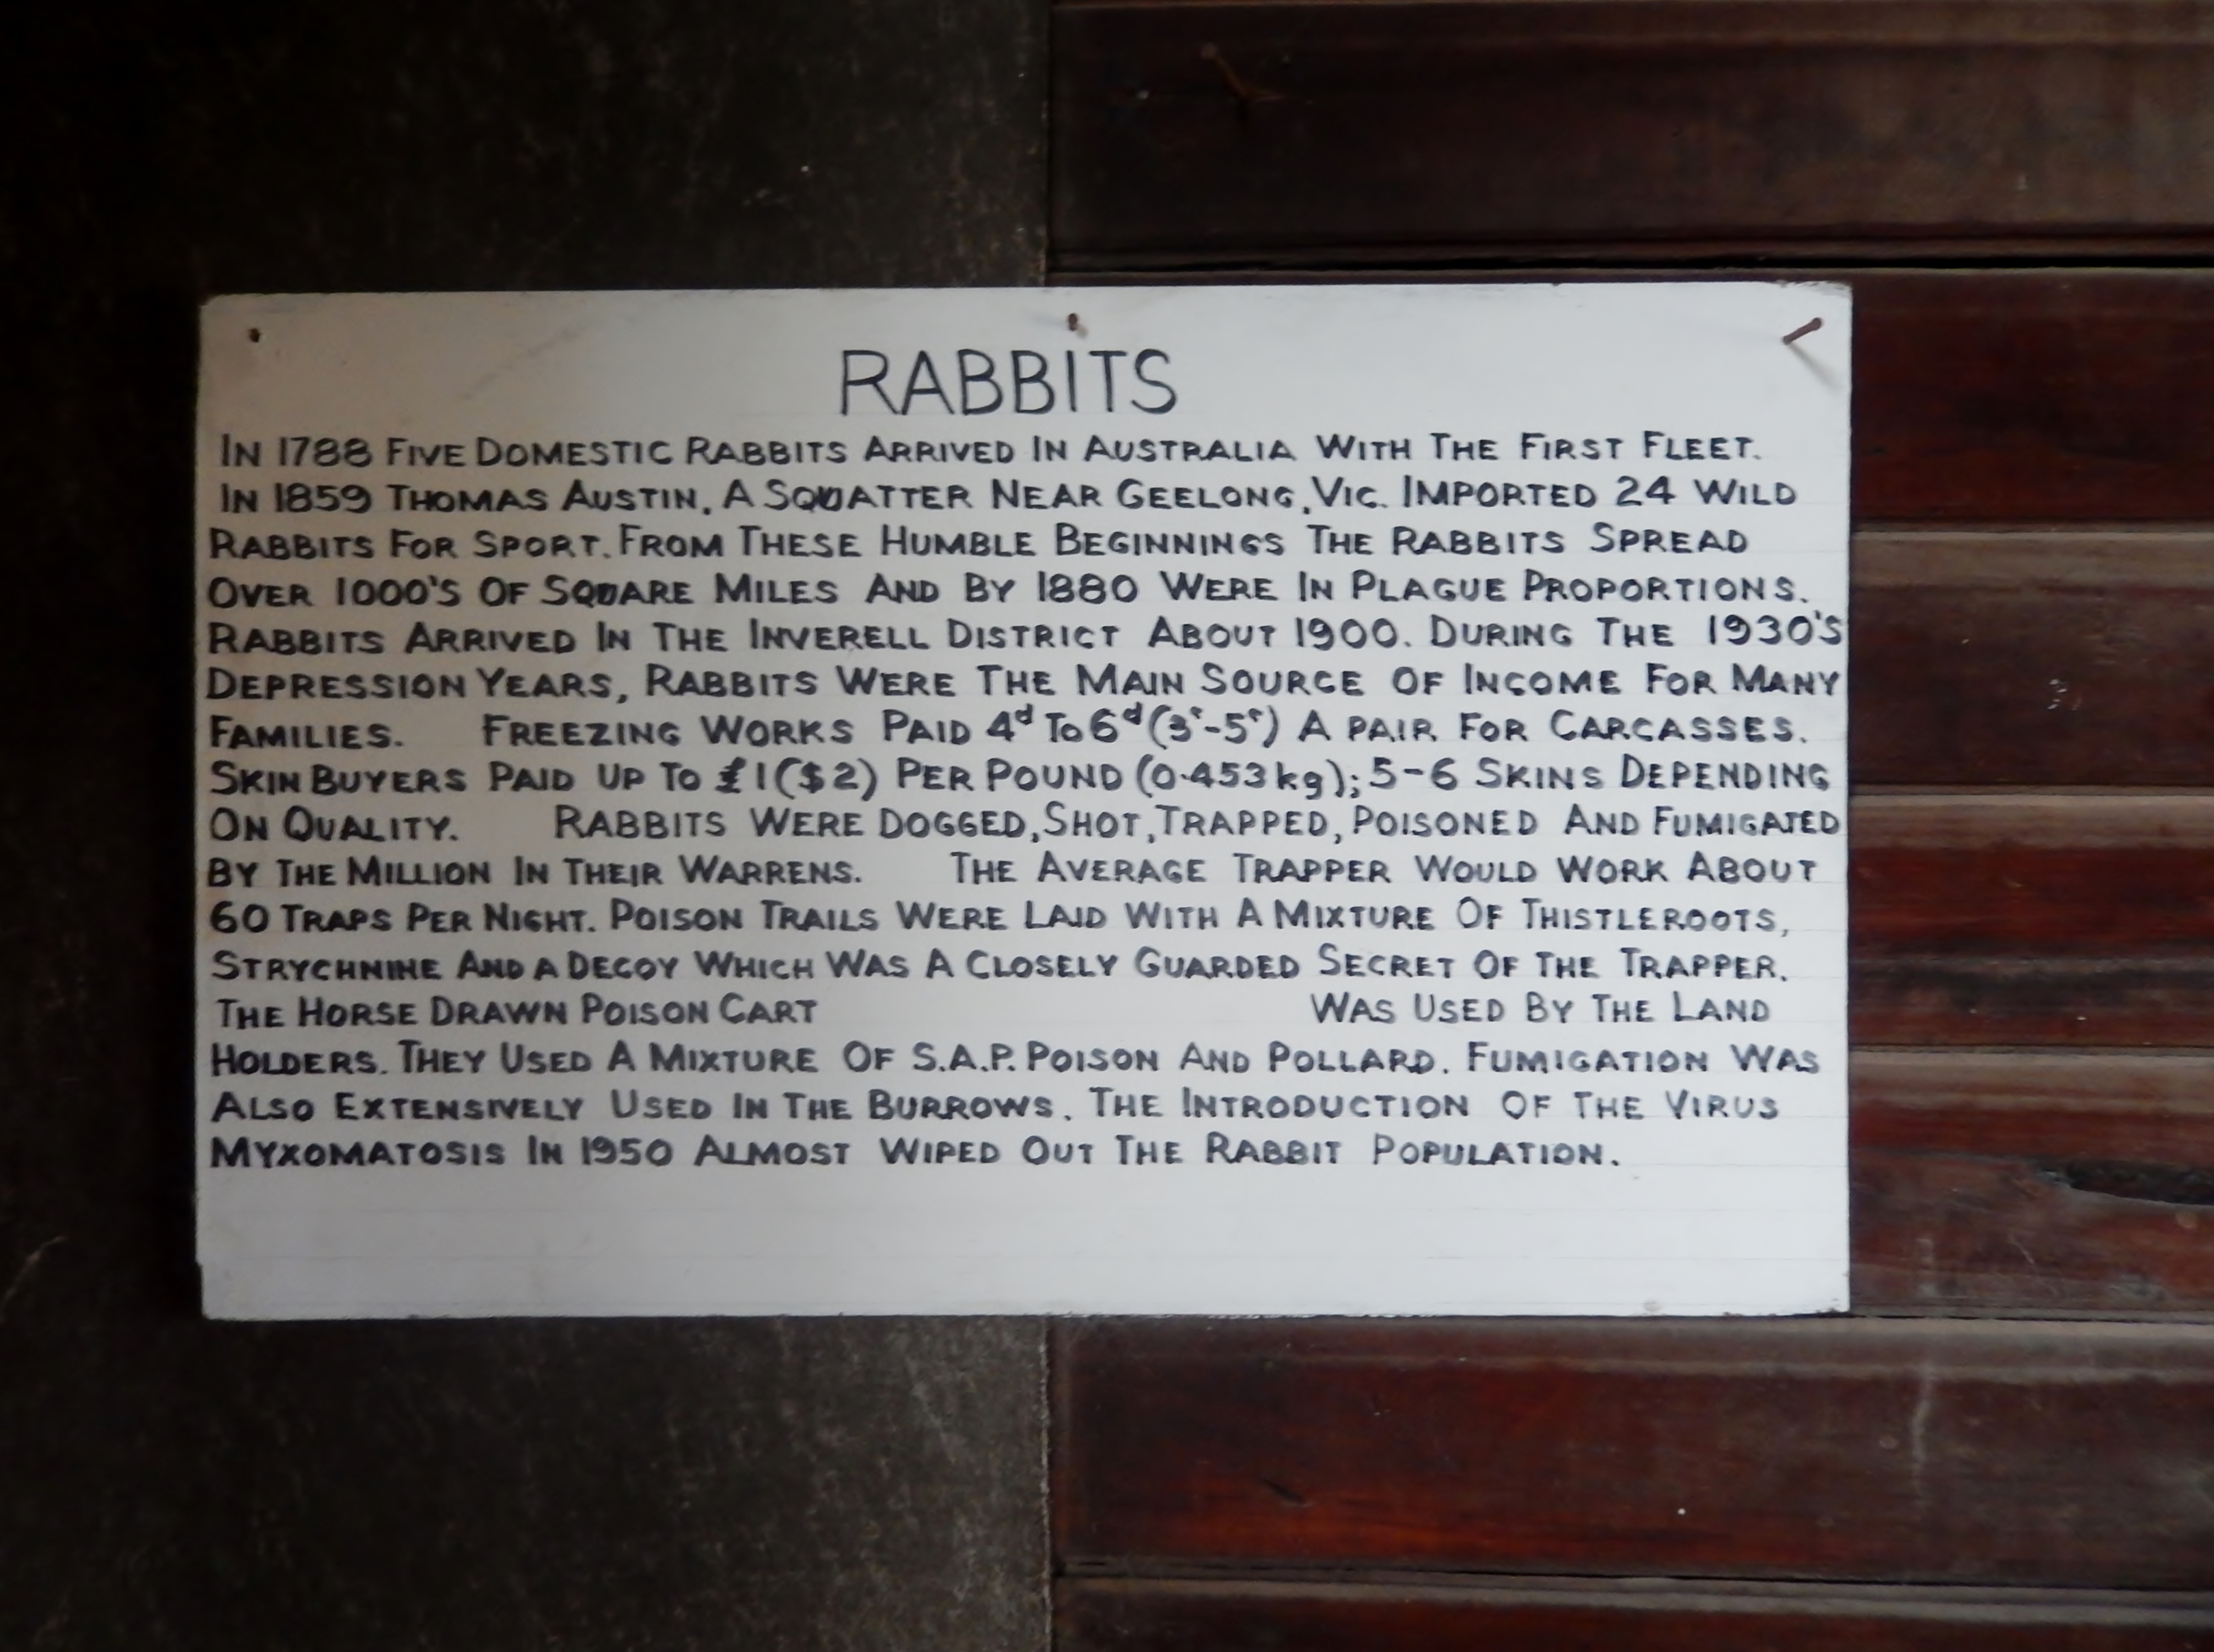 RABBITS
IN 1788 FIVE DOMESTIC RABBITS ARRIVED IN AUSTRALIA WITH THE FIRST FLEET.
IN 1859 THOMAS AUSTIN, A SQUATTER NEAR GEELONG, VIC. IMPORTED 24 WILD
RABBITS FOR SPORT. FROM THESE HUMBLE BEGINNINGS THE RABBITS SPREAD
OVER 1000'S OF SQUARE MILES AND BY 1880 WERE IN PLAGUE PROPORTIONS.
RABBITS ARRIVED IN THE INVERELL DISTRICT ABOUT 1900. DURING THE 1930'S
DEPRESSION YEARS, RABBITS WERE THE MAIN SOURCE OF INCOME FOR MANY
FAMILIES. FREEZING WORKS PAID 4d TO 6d (3c-5c) A PAIR FOR CARCASSES.
SKIN BUYERS PAID UP TO £1 ($2) PER POUND (0.453kg); 5-6 SKINS DEPENDING
ON QUALITY. RABBITS WERE DOGGED, SHOT, TRAPPED, POISONED AND FUMIGATED
BY THE MILLION IN THEIR WARRENS. THE AVERAGE TRAPPER WOULD WORK ABOUT
60 TRAPS PER NIGHT. POISON TRAILS WERE LAID WITH A MIXTURE OF THISTLEROOTS,
STRYCHNINE AND A DECOY WHICH WAS A CLOSELY GUARDED SECRET OF THE TRAPPER.
THE HORSE DRAWN POISON CART WAS USED BY THE LAND
HOLDERS. THEY USED A MIXTURE OF S.A.P. POISON AND POLLARD. FUMIGATION WAS
ALSO EXTENSIVELY USED IN THE BURROWS. THE INTRODUCTION OF THE VIRUS
MYXOMATOSIS IN 1950 ALMOST WIPED OUT THE RABBIT POPULATION.